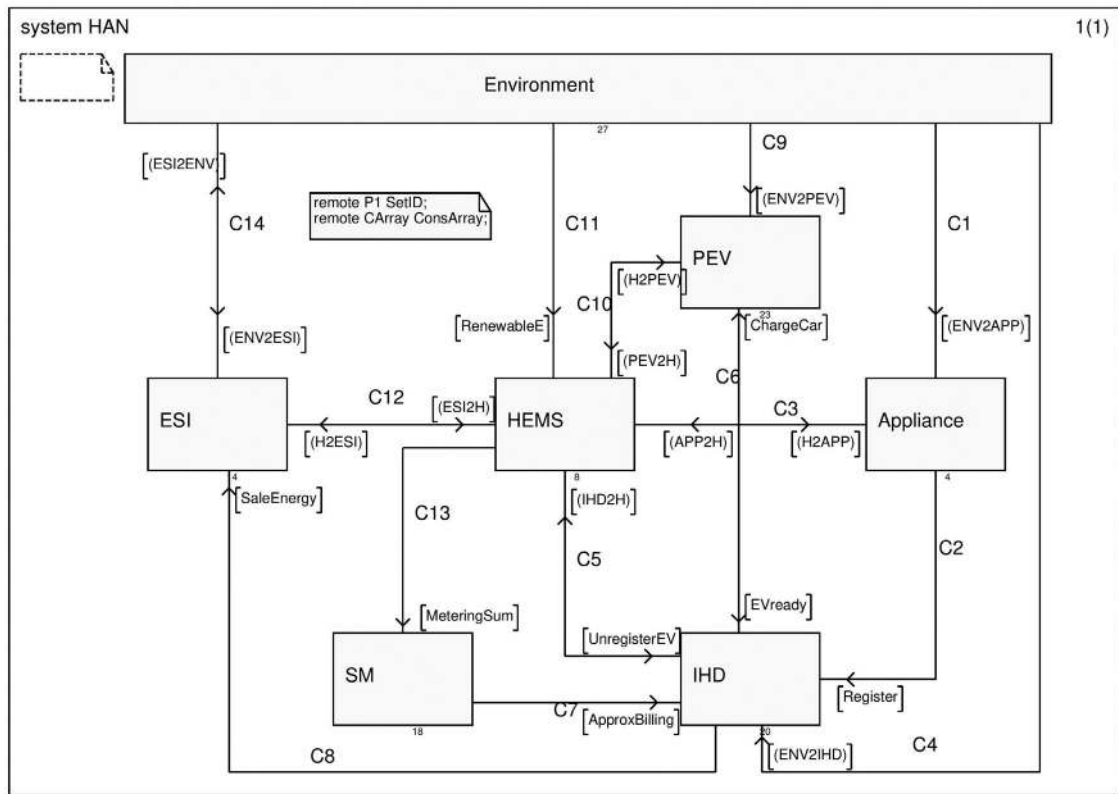 system HAN 1(1)
Environment
27
C9
[(ESI2ENV)]
[(ENV2PEV)]
remote P1 SetID;
remote CArray ConsArray;
C14
C11
C1
PEV
[(H2PEV)]
C10
23
[RenewableE]
[ChargeCar]
[(ENV2ESI)]
[(ENV2APP)]
[(PEV2H)]
C6
C12
[(ESI2H)]
C3
ESI
HEMS
Appliance
[(H2ESI)]
[(APP2H)]
[(H2APP)]
4
8
4
[SaleEnergy]
[(IHD2H)]
C13
C2
C5
[EVready]
[MeteringSum]
[UnregisterEV]
SM
IHD
[Register]
C7
[ApproxBilling]
18
20
C8
[(ENV2IHD)]
C4